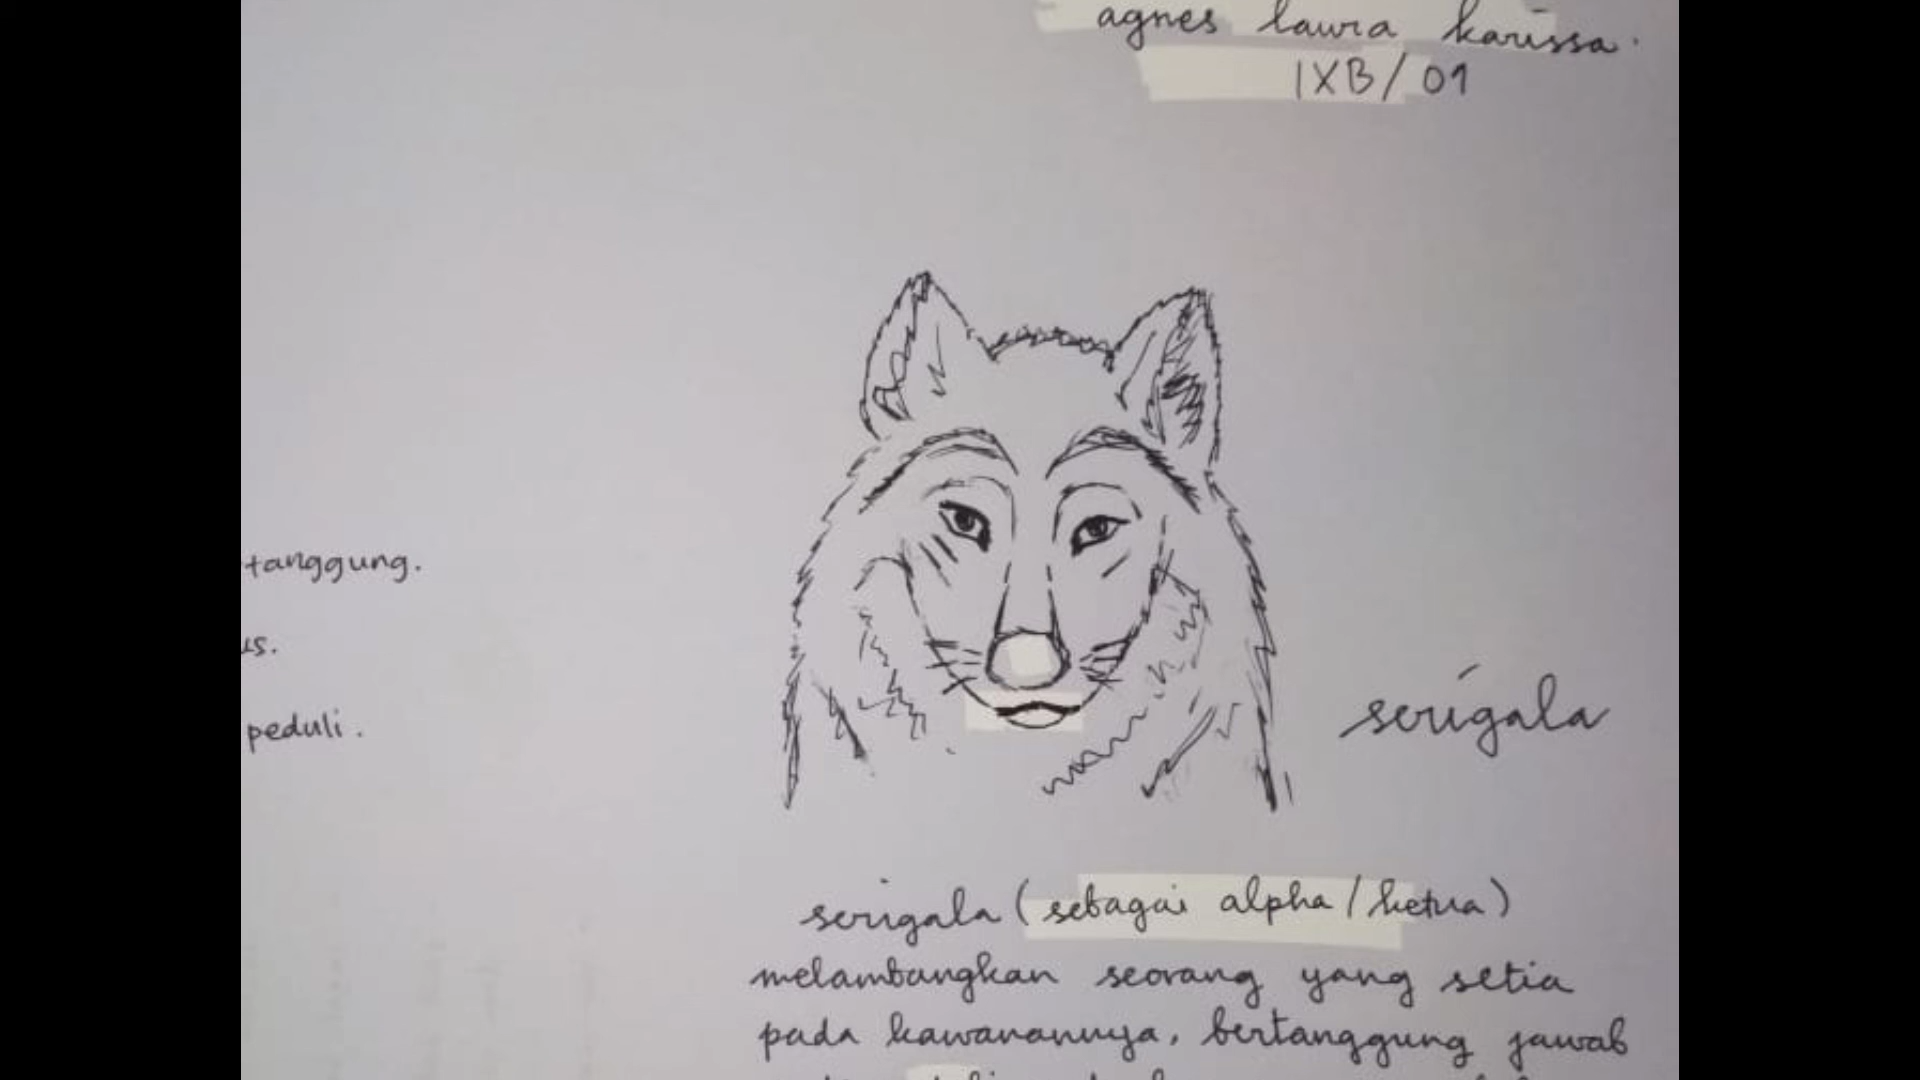 agnes laura karissa.
IXB/01
tanggung.
us.
peduli.
serigala
serigala (sebagai alpha/ketua)
melambangkan seorang yang setia
pada kawanannya, bertanggung jawab